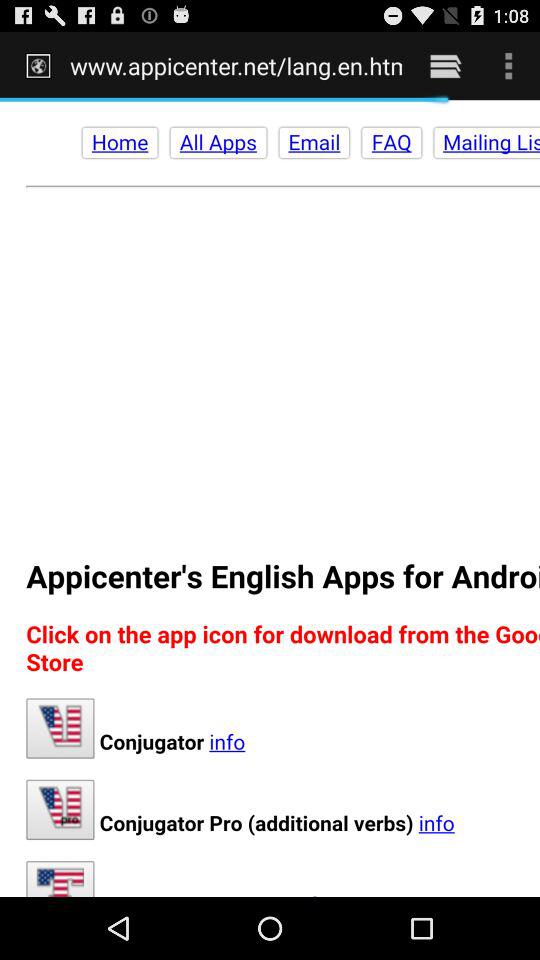 1:08
www.appicenter.net/lang.en.htn
Home All Apps Email FAQ Mailing Lis
Appicenter's English Apps for Androi
Click on the app icon for download from the Goo
Store
Conjugator info
pro Conjugator Pro (additional verbs) info